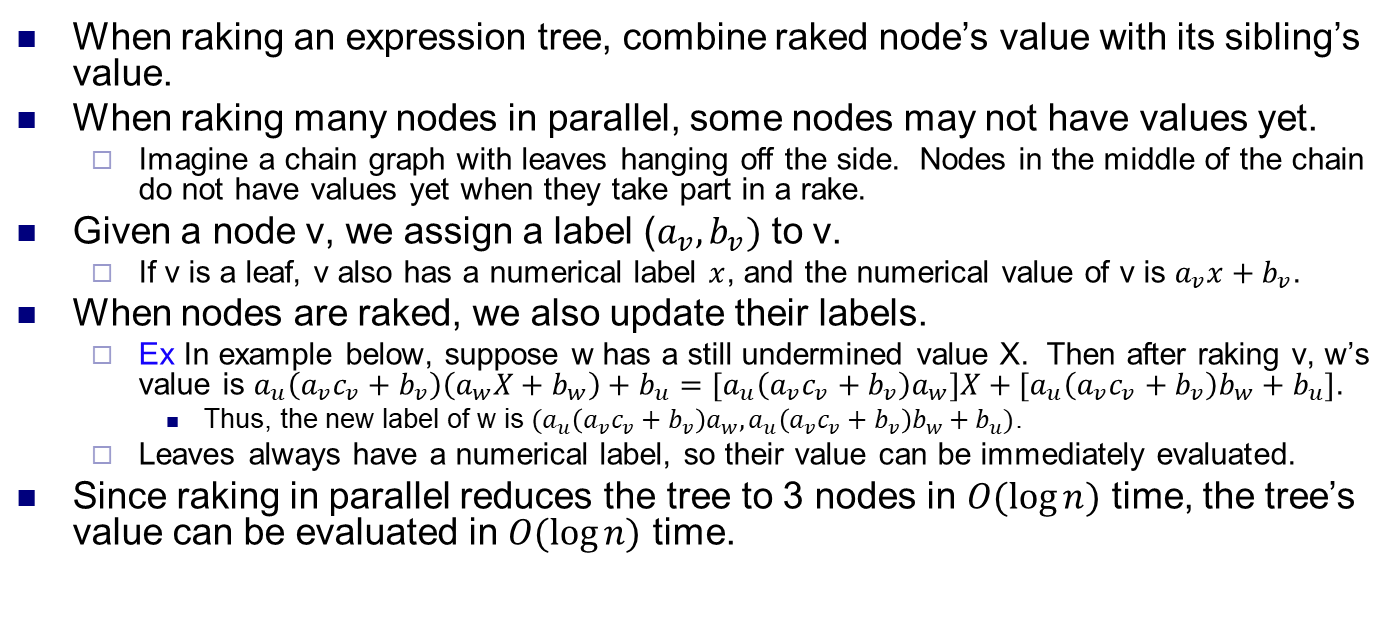 When raking an expression tree, combine raked node's value with its sibling's
value.
When raking many nodes in parallel, some nodes may not have values yet.
Imagine a chain graph with leaves hanging off the side. Nodes in the middle of the chain
do not have values yet when they take part in a rake.
Given a node v, we assign a label (aᵥ, bᵥ) to v.
If v is a leaf, v also has a numerical label x, and the numerical value of v is aᵥx + bᵥ.
When nodes are raked, we also update their labels.
Ex In example below, suppose w has a still undermined value X. Then after raking v, w's
value is a_u(a_v c_v + b_v)(a_w X + b_w) + b_u = [a_u(a_v c_v + b_v)a_w]X + [a_u(a_v c_v + b_v)b_w + b_u].
Thus, the new label of w is (a_u(a_v c_v + b_v)a_w, a_u(a_v c_v + b_v)b_w + b_u).
Leaves always have a numerical label, so their value can be immediately evaluated.
Since raking in parallel reduces the tree to 3 nodes in O(log n) time, the tree's
value can be evaluated in O(log n) time.